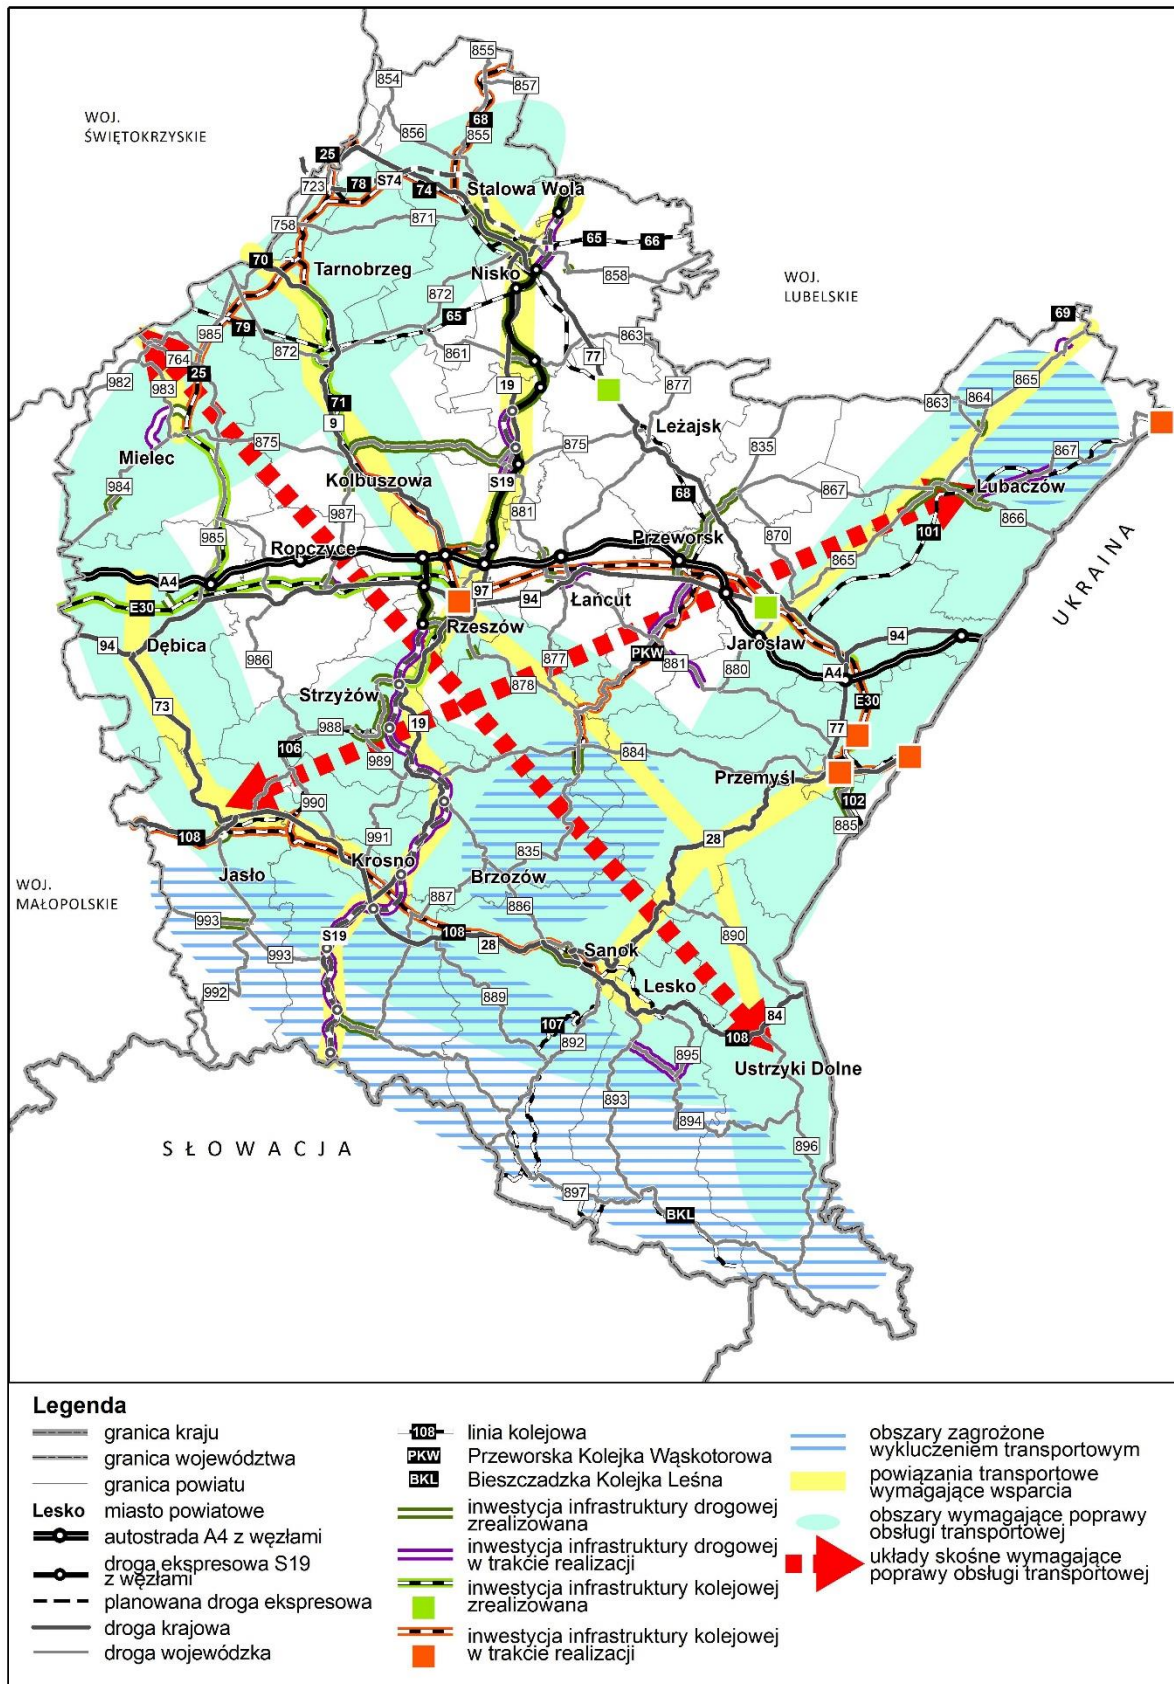 855
854
857
WOJ.
ŚWIĘTOKRZYSKIE
68
856
855
25
723
78
S74
74
Stalowa Wola
758
871
65
66
70
Tarnobrzeg
Nisko
858
WOJ.
LUBELSKIE
872
65
69
79
985
872
861
77
863
764
982
25
983
19
877
865
863
864
71
9
Leżajsk
875
875
835
867
Mielec
Kolbuszowa
S19
68
867
Lubaczów
984
987
881
866
985
Ropczyce
Przeworsk
870
101
865
UKRAINA
A4
97
94
Łańcut
E30
Rzeszów
94
Dębica
Jarosław
94
986
877
PKW
881
880
A4
878
E30
Strzyżów
73
19
988
77
106
989
884
Przemyśl
102
990
885
108
991
28
835
Krosno
Jasło
Brzozów
WOJ.
MAŁOPOLSKIE
887
886
993
S19
108
28
890
993
Sanok
992
Lesko
889
84
107
892
108
895
Ustrzyki Dolne
893
894
SŁOWACJA
896
897
BKL
Legenda
granica kraju
granica województwa
granica powiatu
Lesko miasto powiatowe
autostrada A4 z węzłami
droga ekspresowa S19
z węzłami
planowana droga ekspresowa
droga krajowa
droga wojewódzka
108 linia kolejowa
PKW Przeworska Kolejka Wąskotorowa
BKL Bieszczadzka Kolejka Leśna
inwestycja infrastruktury drogowej
zrealizowana
inwestycja infrastruktury drogowej
w trakcie realizacji
inwestycja infrastruktury kolejowej
zrealizowana
inwestycja infrastruktury kolejowej
w trakcie realizacji
obszary zagrożone
wykluczeniem transportowym
powiązania transportowe
wymagające wsparcia
obszary wymagające poprawy
obsługi transportowej
układy skośne wymagające
poprawy obsługi transportowej